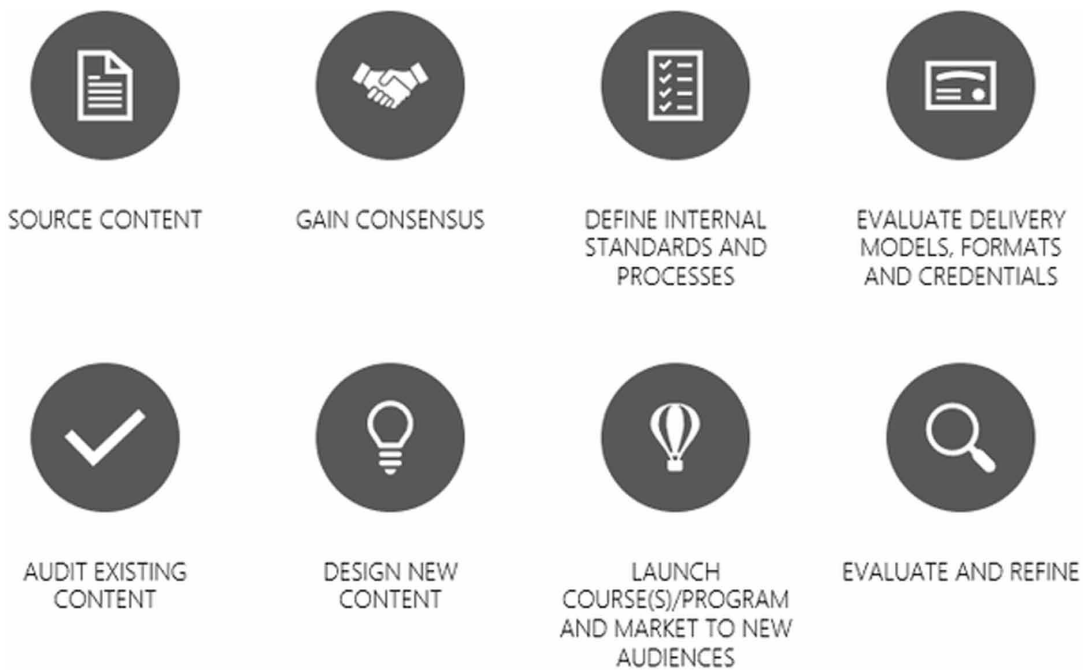 SOURCE CONTENT
GAIN CONSENSUS
DEFINE INTERNAL
STANDARDS AND
PROCESSES
EVALUATE DELIVERY
MODELS, FORMATS
AND CREDENTIALS
AUDIT EXISTING
CONTENT
DESIGN NEW
CONTENT
LAUNCH
COURSE(S)/PROGRAM
AND MARKET TO NEW
AUDIENCES
EVALUATE AND REFINE